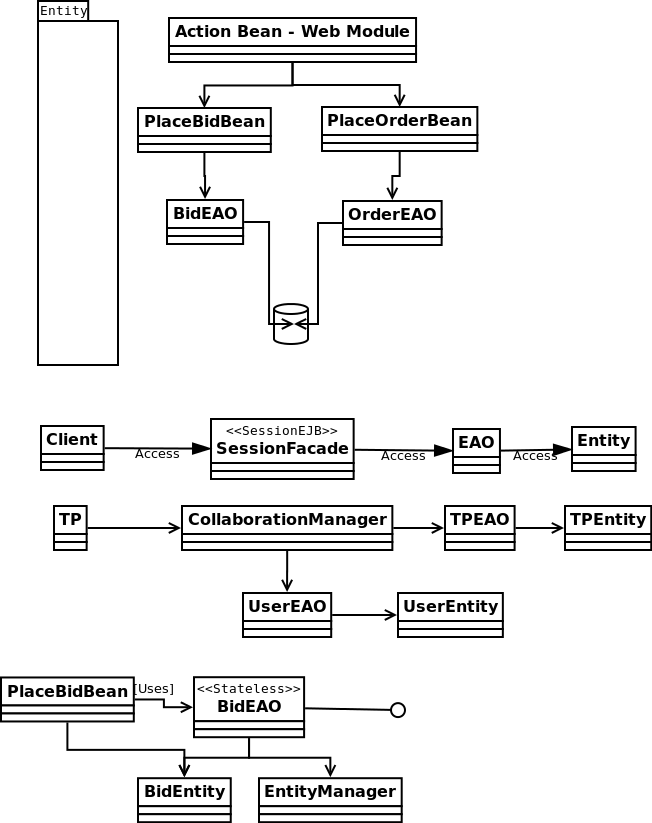 Entity
Action Bean - Web Module
PlaceBidBean
PlaceOrderBean
BidEAO
OrderEAO
Client
Access
<<SessionEJB>>
SessionFacade
Access
EAO
Access
Entity
TP
CollaborationManager
TPEAO
TPEntity
UserEAO
UserEntity
PlaceBidBean
[Uses]
<<Stateless>>
BidEAO
BidEntity
EntityManager